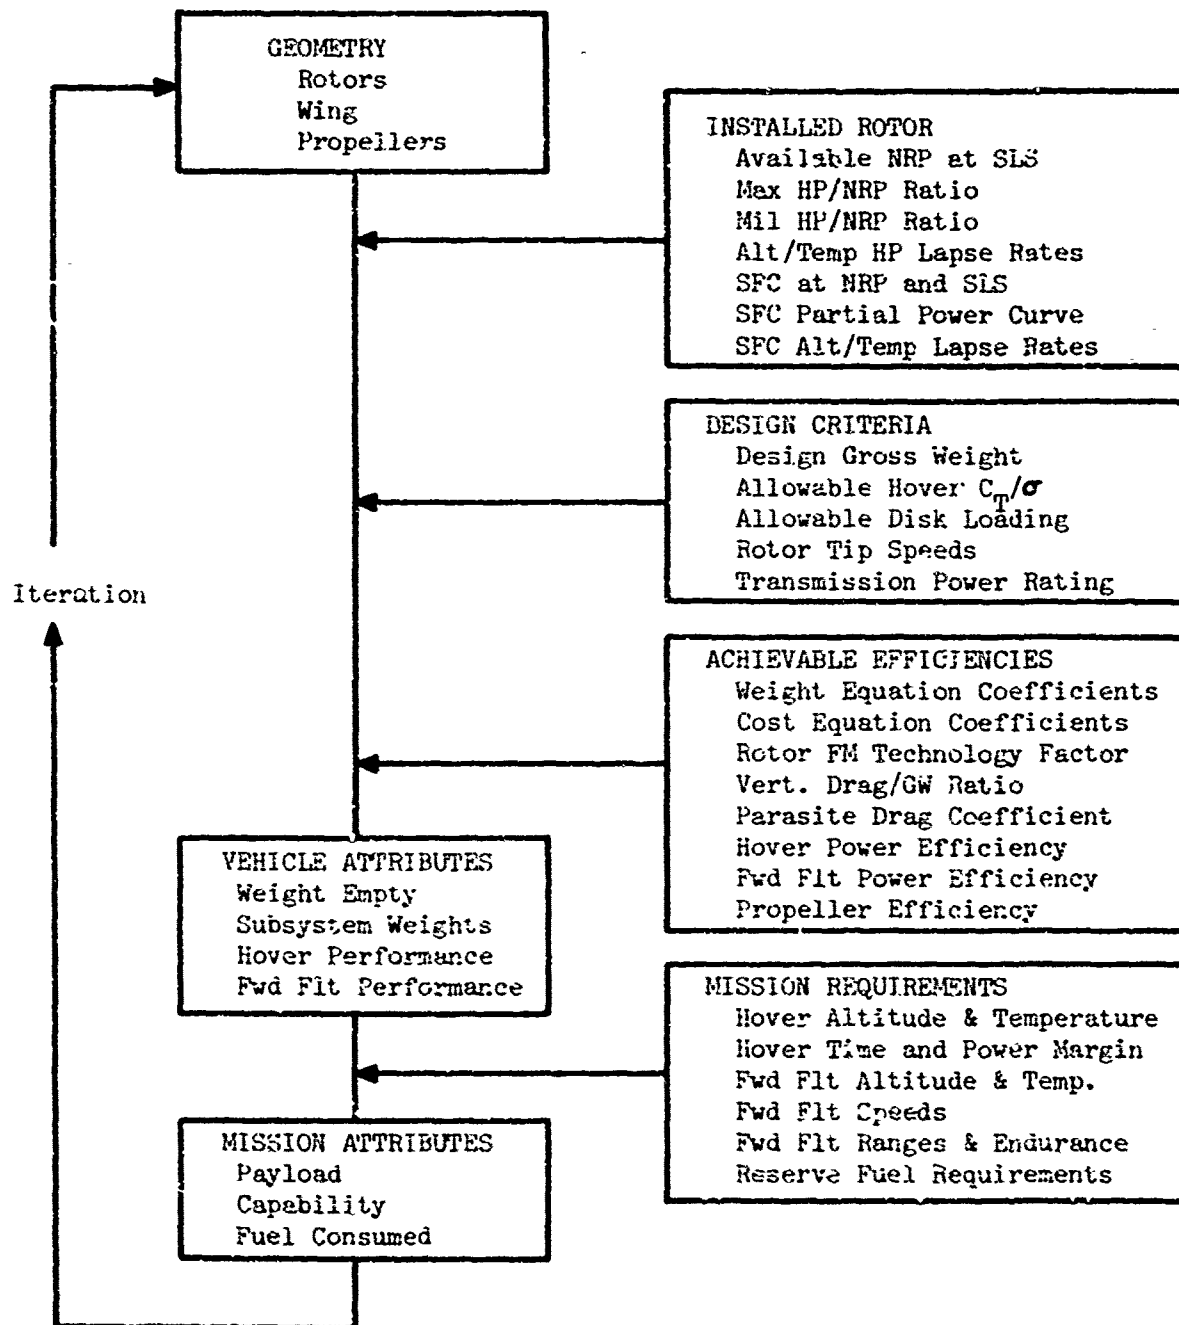 GEOMETRY
Rotors
Wing
Propellers
INSTALLED ROTOR
Available NRP at SLS
Max HP/NRP Ratio
Mil HP/NRP Ratio
Alt/Temp HP Lapse Rates
SFC at NRP and SLS
SFC Partial Power Curve
SFC Alt/Temp Lapse Rates
DESIGN CRITERIA
Design Gross Weight
Allowable Hover C_T/σ
Allowable Disk Loading
Rotor Tip Speeds
Transmission Power Rating
Iteration
ACHIEVABLE EFFICIENCIES
Weight Equation Coefficients
Cost Equation Coefficients
Rotor FM Technology Factor
Vert. Drag/GW Ratio
Parasite Drag Coefficient
Hover Power Efficiency
Fwd Flt Power Efficiency
Propeller Efficiency
VEHICLE ATTRIBUTES
Weight Empty
Subsystem Weights
Hover Performance
Fwd Flt Performance
MISSION REQUIREMENTS
Hover Altitude & Temperature
Hover Time and Power Margin
Fwd Flt Altitude & Temp.
Fwd Flt Speeds
Fwd Flt Ranges & Endurance
Reserve Fuel Requirements
MISSION ATTRIBUTES
Payload
Capability
Fuel Consumed